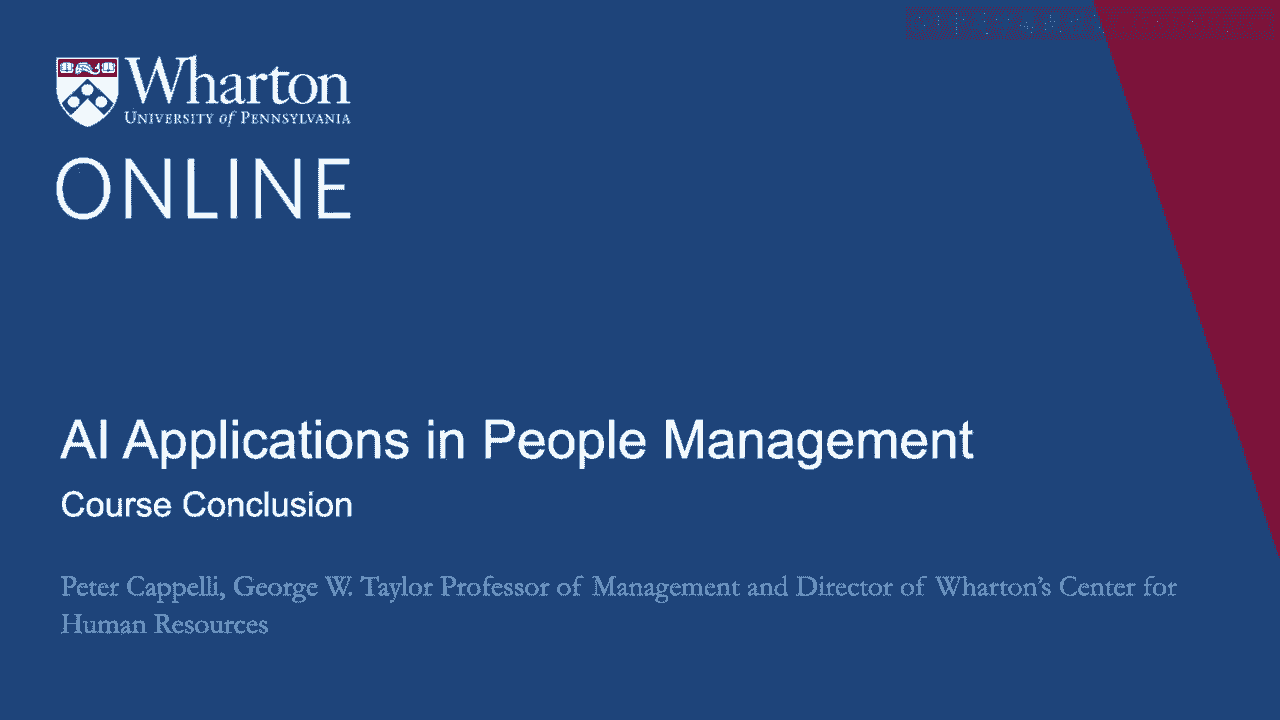 Wharton
UNIVERSITY of PENNSYLVANIA
ONLINE
AI Applications in People Management
Course Conclusion
Peter Cappelli, George W. Taylor Professor of Management and Director of Wharton's Center for
Human Resources